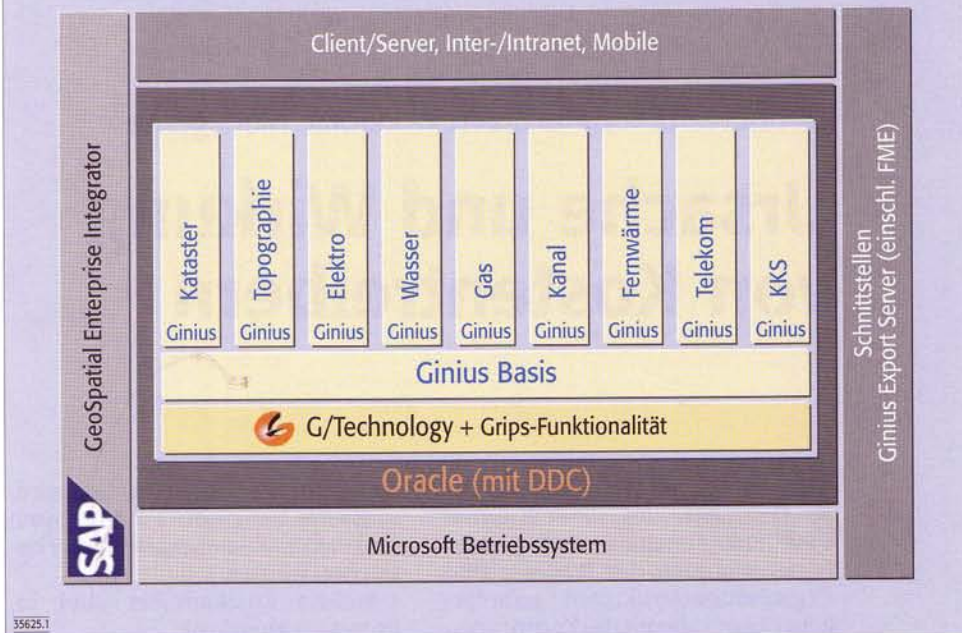 Client/Server, Inter-/Intranet, Mobile
GeoSpatial Enterprise Integrator
SAP
Kataster
Ginius
Topographie
Ginius
Elektro
Ginius
Wasser
Ginius
Gas
Ginius
Kanal
Ginius
Fernwärme
Ginius
Telekom
Ginius
KKS
Ginius
Ginius Basis
G/Technology + Grips-Funktionalität
Oracle (mit DDC)
Microsoft Betriebssystem
Schnittstellen
Ginius Export Server (einschl. FME)
35625.1